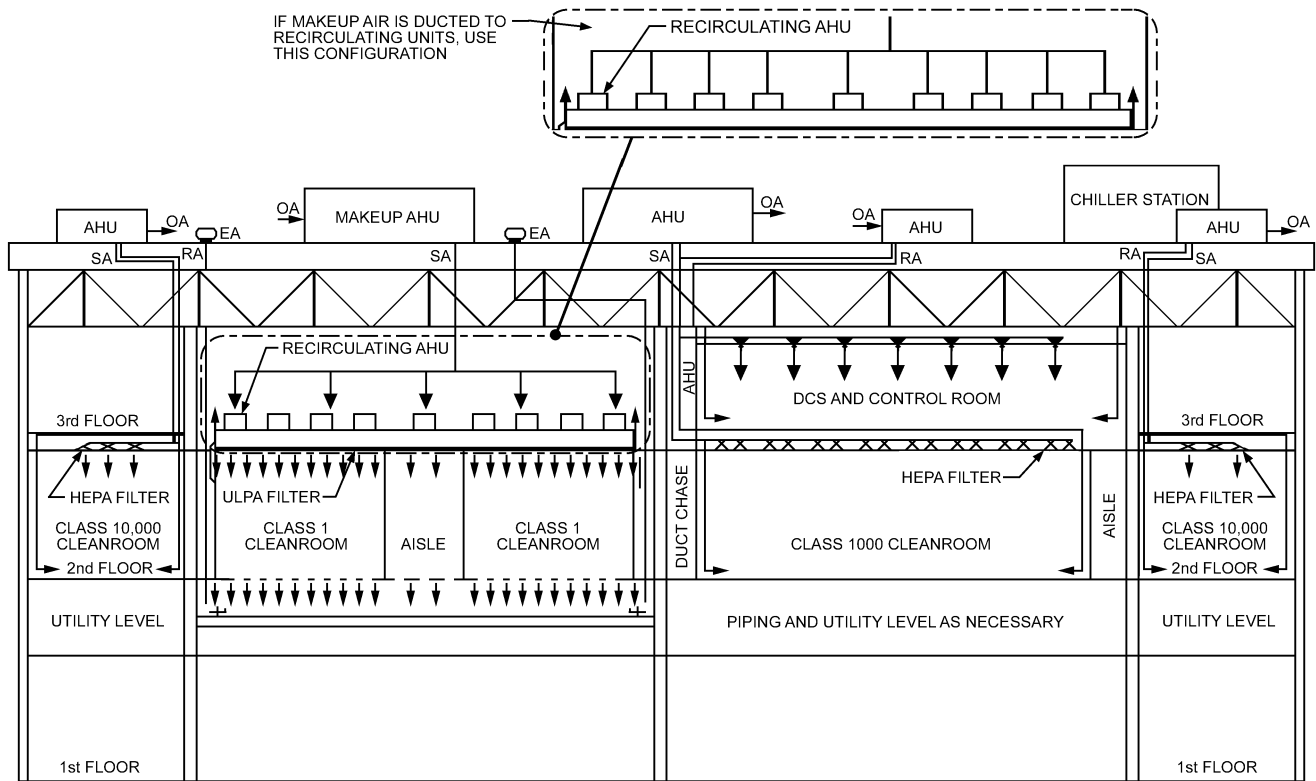 IF MAKEUP AIR IS DUCTED TO
RECIRCULATING UNITS, USE
THIS CONFIGURATION
RECIRCULATING AHU
AHU
OA
EA
OA
MAKEUP AHU
EA
AHU
OA
OA
AHU
CHILLER STATION
AHU
OA
SA
RA
SA
SA
RA
RA
SA
RECIRCULATING AHU
AHU
DCS AND CONTROL ROOM
3rd FLOOR
3rd FLOOR
HEPA FILTER
ULPA FILTER
HEPA FILTER
HEPA FILTER
CLASS 10,000
CLEANROOM
CLASS 1
CLEANROOM
AISLE
CLASS 1
CLEANROOM
DUCT CHASE
CLASS 1000 CLEANROOM
AISLE
CLASS 10,000
CLEANROOM
2nd FLOOR
2nd FLOOR
UTILITY LEVEL
PIPING AND UTILITY LEVEL AS NECESSARY
UTILITY LEVEL
1st FLOOR
1st FLOOR